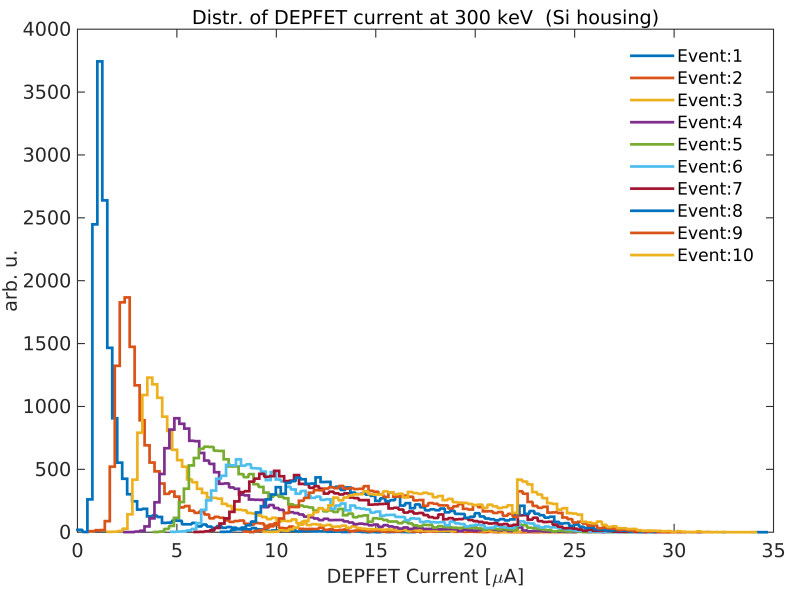 Distr. of DEPFET current at 300 keV (Si housing)
4000
3500
3000
2500
2000
1500
1000
500
0
arb. u.
Event:1
Event:2
Event:3
Event:4
Event:5
Event:6
Event:7
Event:8
Event:9
Event:10
0 5 10 15 20 25 30 35
DEPFET Current [μA]